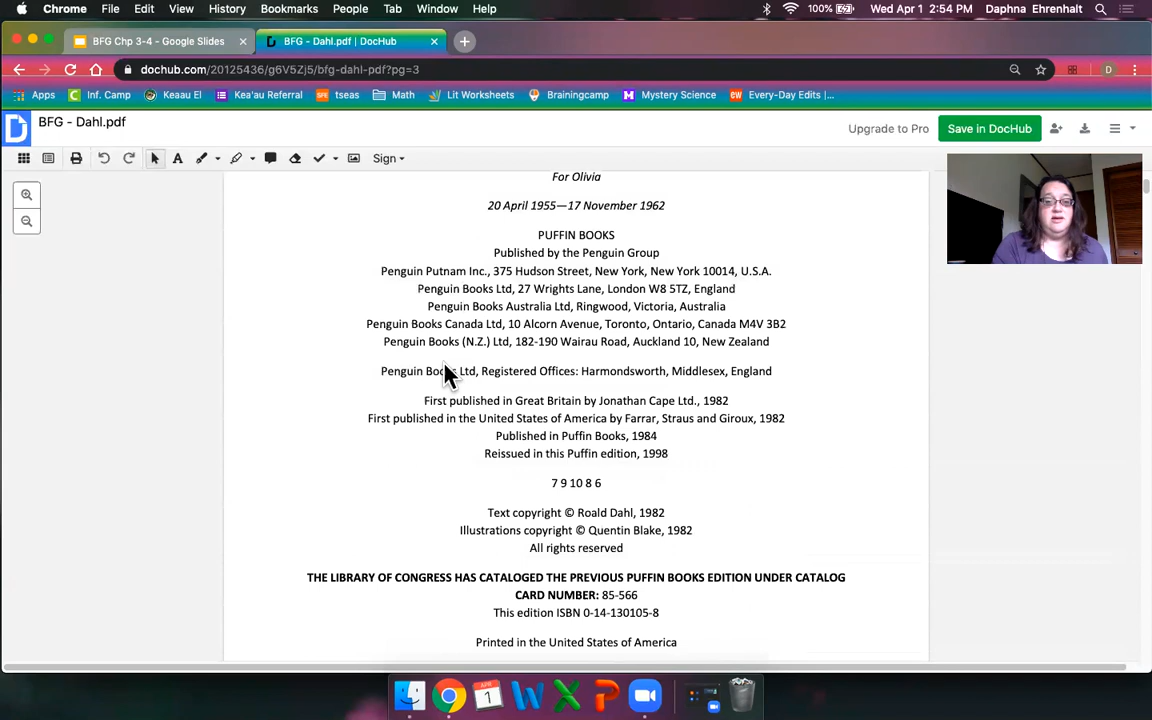 Chrome File Edit View History Bookmarks People Tab Window Help 100% Wed Apr 1 2:54 PM Daphna Ehrenhalt
BFG Chp 3-4 - Google Slides × BFG - Dahl.pdf | DocHub × +
dochub.com/20125436/g6V5Zj5/bfg-dahl-pdf?pg=3 D
Apps Inf. Camp Keaau El Kea'au Referral tseas Math Lit Worksheets Brainingcamp Mystery Science Every-Day Edits |...
BFG - Dahl.pdf Upgrade to Pro Save in DocHub
A Sign
For Olivia
20 April 1955—17 November 1962
PUFFIN BOOKS
Published by the Penguin Group
Penguin Putnam Inc., 375 Hudson Street, New York, New York 10014, U.S.A.
Penguin Books Ltd, 27 Wrights Lane, London W8 5TZ, England
Penguin Books Australia Ltd, Ringwood, Victoria, Australia
Penguin Books Canada Ltd, 10 Alcorn Avenue, Toronto, Ontario, Canada M4V 3B2
Penguin Books (N.Z.) Ltd, 182-190 Wairau Road, Auckland 10, New Zealand
Penguin Books Ltd, Registered Offices: Harmondsworth, Middlesex, England
First published in Great Britain by Jonathan Cape Ltd., 1982
First published in the United States of America by Farrar, Straus and Giroux, 1982
Published in Puffin Books, 1984
Reissued in this Puffin edition, 1998
7 9 10 8 6
Text copyright © Roald Dahl, 1982
Illustrations copyright © Quentin Blake, 1982
All rights reserved
THE LIBRARY OF CONGRESS HAS CATALOGED THE PREVIOUS PUFFIN BOOKS EDITION UNDER CATALOG
CARD NUMBER: 85-566
This edition ISBN 0-14-130105-8
Printed in the United States of America